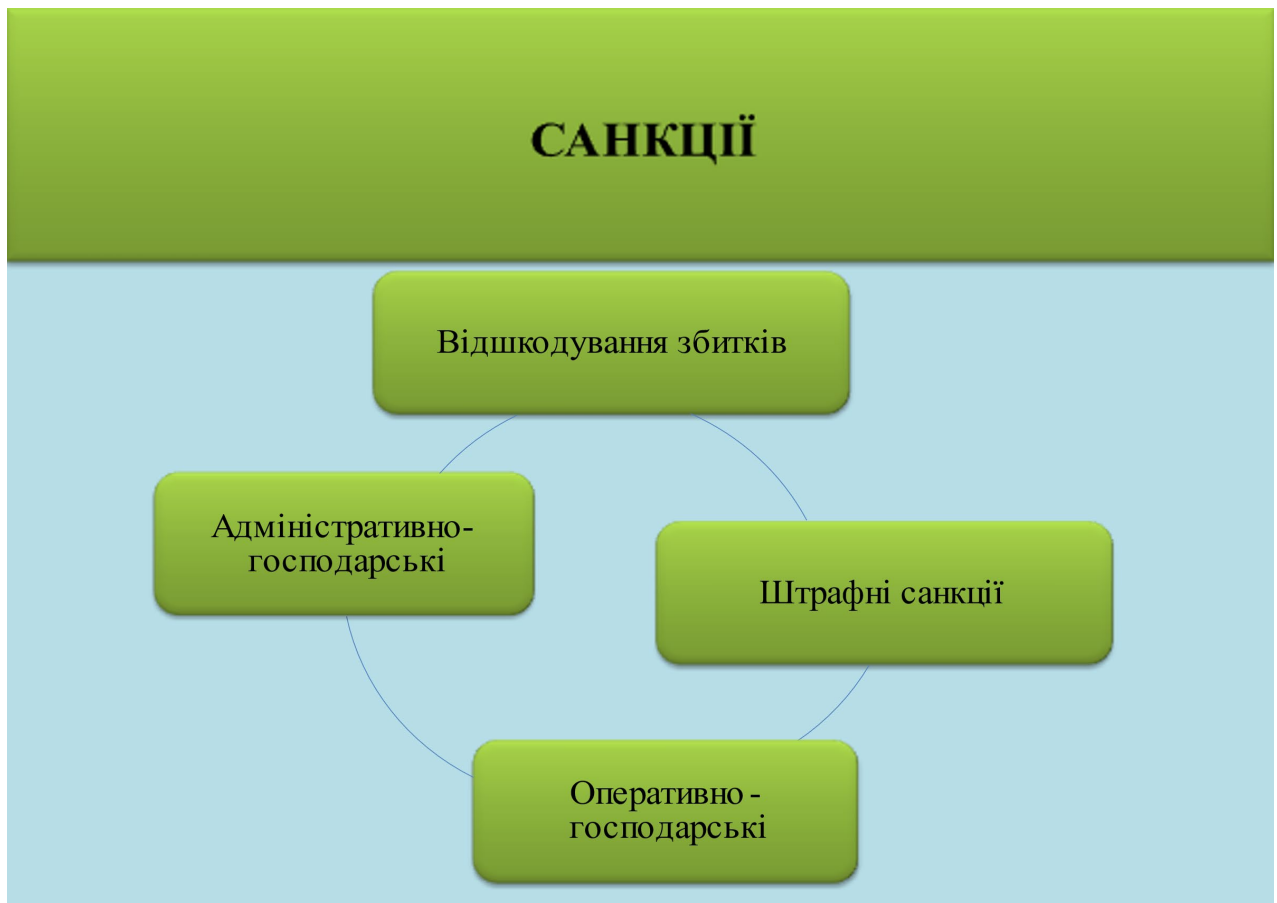 САНКЦІЇ
Відшкодування збитків
Адміністративно-
господарські
Штрафні санкції
Оперативно -
господарські